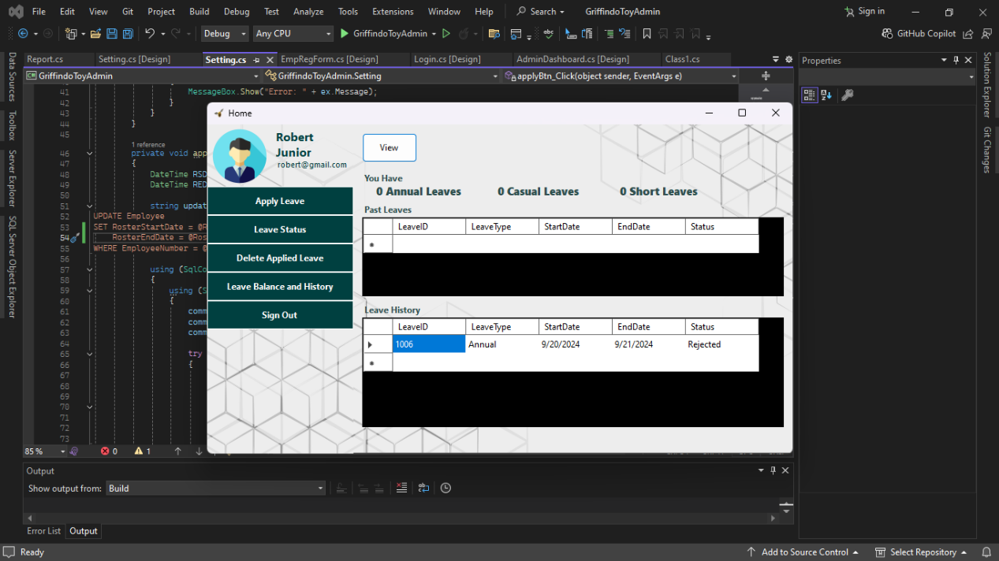 File Edit View Git Project Build Debug Test Analyze Tools Extensions Window Help Search GriffindoToyAdmin Sign in
Debug Any CPU GriffindoToyAdmin GitHub Copilot
Report.cs Setting.cs [Design] Setting.cs EmpRegForm.cs [Design] Login.cs [Design] AdminDashboard.cs [Design] Class1.cs
GriffindoToyAdmin GriffindoToyAdmin.Setting applyBtn_Click(object sender, EventArgs e)
Data Sources
Toolbox
Server Explorer
SQL Server Object Explorer
41 MessageBox.Show("Error: " + ex.Message);
42 }
43 }
44 }
45
1 reference
46 private void app
47 {
48 DateTime RSD
49 DateTime RED
50
51 string updat
52 UPDATE Employee
53 SET RosterStartDate = @R
54 RosterEndDate = @Ros
55 WHERE EmployeeNumber = @
56
57 using (SqlCo
58 {
59 using (S
60 {
61 comm
62 comm
63 comm
64
65 try
66 {
67
68
69
70
71
72
73
85 % 0 1
Home
Robert
Junior
robert@gmail.com
Apply Leave
Leave Status
Delete Applied Leave
Leave Balance and History
Sign Out
View
You Have
0 Annual Leaves 0 Casual Leaves 0 Short Leaves
Past Leaves
LeaveID LeaveType StartDate EndDate Status
Leave History
LeaveID LeaveType StartDate EndDate Status
1006 Annual 9/20/2024 9/21/2024 Rejected
Output
Show output from: Build
Error List Output
Properties
Solution Explorer
Git Changes
Ready Add to Source Control Select Repository